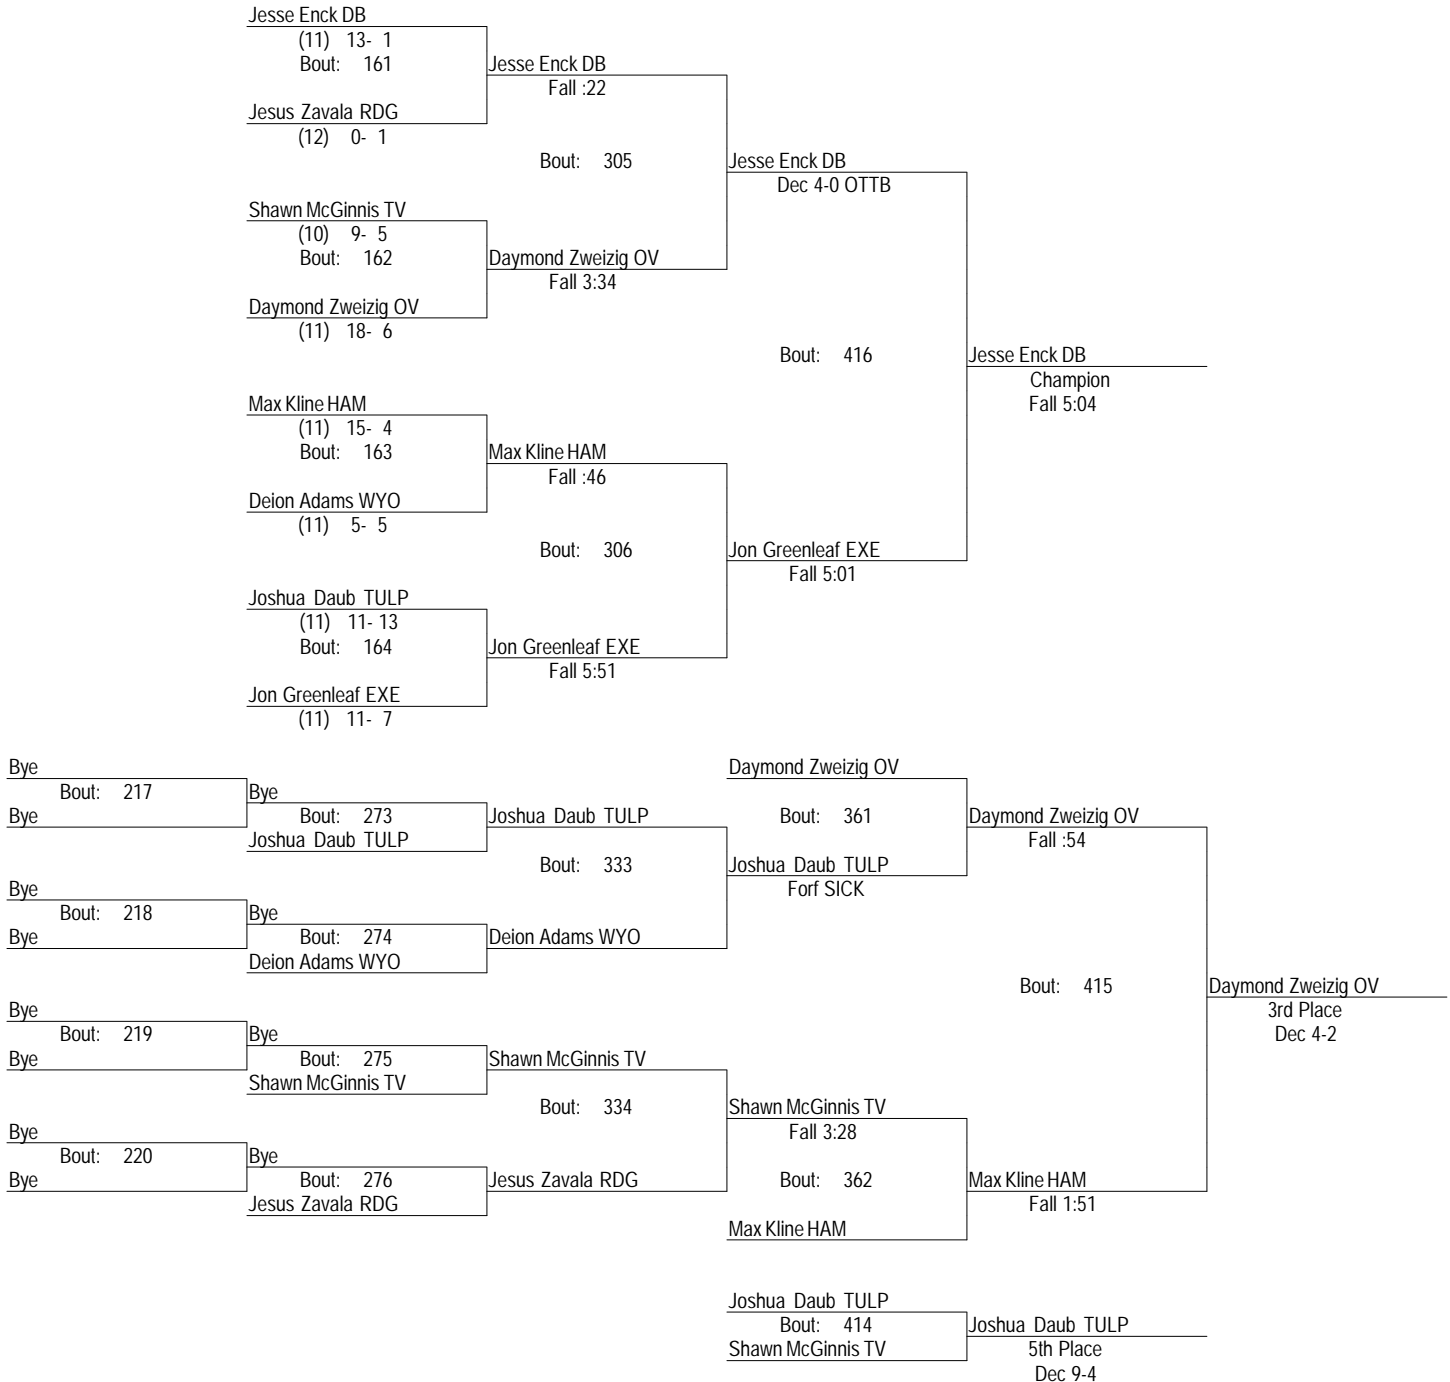 Jesse Enck DB
(11) 13- 1
Bout: 161
Jesse Enck DB
Fall :22
Jesus Zavala RDG
(12) 0- 1
Bout: 305
Jesse Enck DB
Dec 4-0 OTTB
Shawn McGinnis TV
(10) 9- 5
Bout: 162
Daymond Zweizig OV
Fall 3:34
Daymond Zweizig OV
(11) 18- 6
Bout: 416
Jesse Enck DB
Champion
Fall 5:04
Max Kline HAM
(11) 15- 4
Bout: 163
Max Kline HAM
Fall :46
Deion Adams WYO
(11) 5- 5
Bout: 306
Jon Greenleaf EXE
Fall 5:01
Joshua Daub TULP
(11) 11- 13
Bout: 164
Jon Greenleaf EXE
Fall 5:51
Jon Greenleaf EXE
(11) 11- 7
Bye
Bout: 217
Bye
Bye
Bout: 273
Joshua Daub TULP
Joshua Daub TULP
Bout: 333
Daymond Zweizig OV
Bout: 361
Joshua Daub TULP
Forf SICK
Daymond Zweizig OV
Fall :54
Bye
Bout: 218
Bye
Bye
Bout: 274
Deion Adams WYO
Deion Adams WYO
Bout: 415
Daymond Zweizig OV
3rd Place
Dec 4-2
Bye
Bout: 219
Bye
Bye
Bout: 275
Shawn McGinnis TV
Shawn McGinnis TV
Bout: 334
Shawn McGinnis TV
Fall 3:28
Bye
Bout: 220
Bye
Bye
Bout: 276
Jesus Zavala RDG
Jesus Zavala RDG
Bout: 362
Max Kline HAM
Fall 1:51
Max Kline HAM
Joshua Daub TULP
Bout: 414
Shawn McGinnis TV
Joshua Daub TULP
5th Place
Dec 9-4